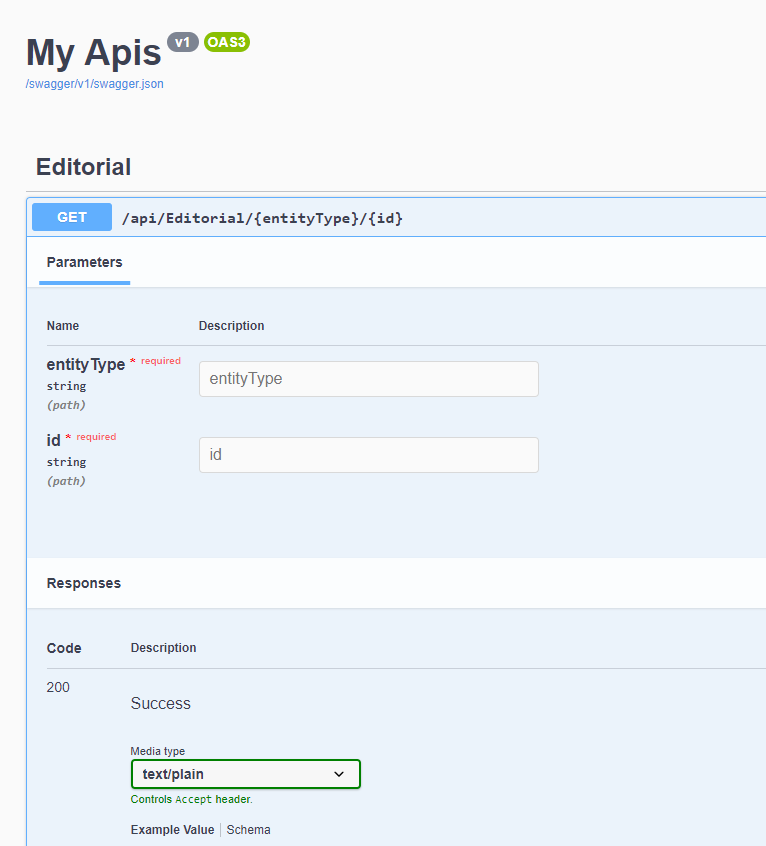 My Apis v1 OAS3
/swagger/v1/swagger.json
Editorial
GET /api/Editorial/{entityType}/{id}
Parameters
Name Description
entityType * required
string
(path)
entityType
id * required
string
(path)
id
Responses
Code Description
200
Success
Media type
text/plain
Controls Accept header.
Example Value Schema